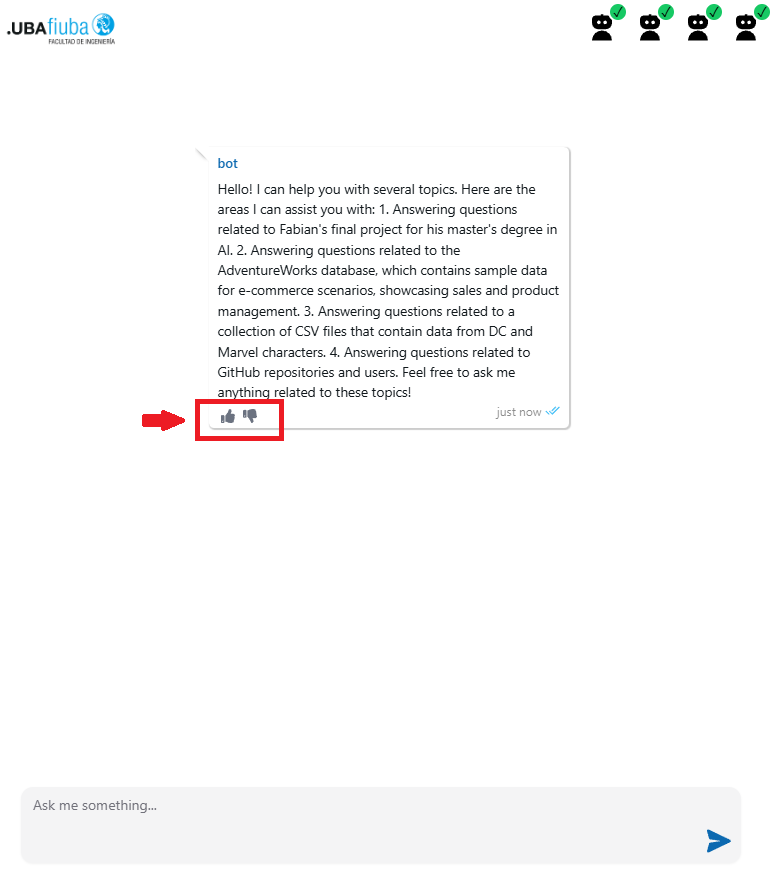 .UBAfiuba
FACULTAD DE INGENIERÍA
bot
Hello! I can help you with several topics. Here are the
areas I can assist you with: 1. Answering questions
related to Fabian's final project for his master's degree in
AI. 2. Answering questions related to the
AdventureWorks database, which contains sample data
for e-commerce scenarios, showcasing sales and product
management. 3. Answering questions related to a
collection of CSV files that contain data from DC and
Marvel characters. 4. Answering questions related to
GitHub repositories and users. Feel free to ask me
anything related to these topics!
just now
Ask me something...